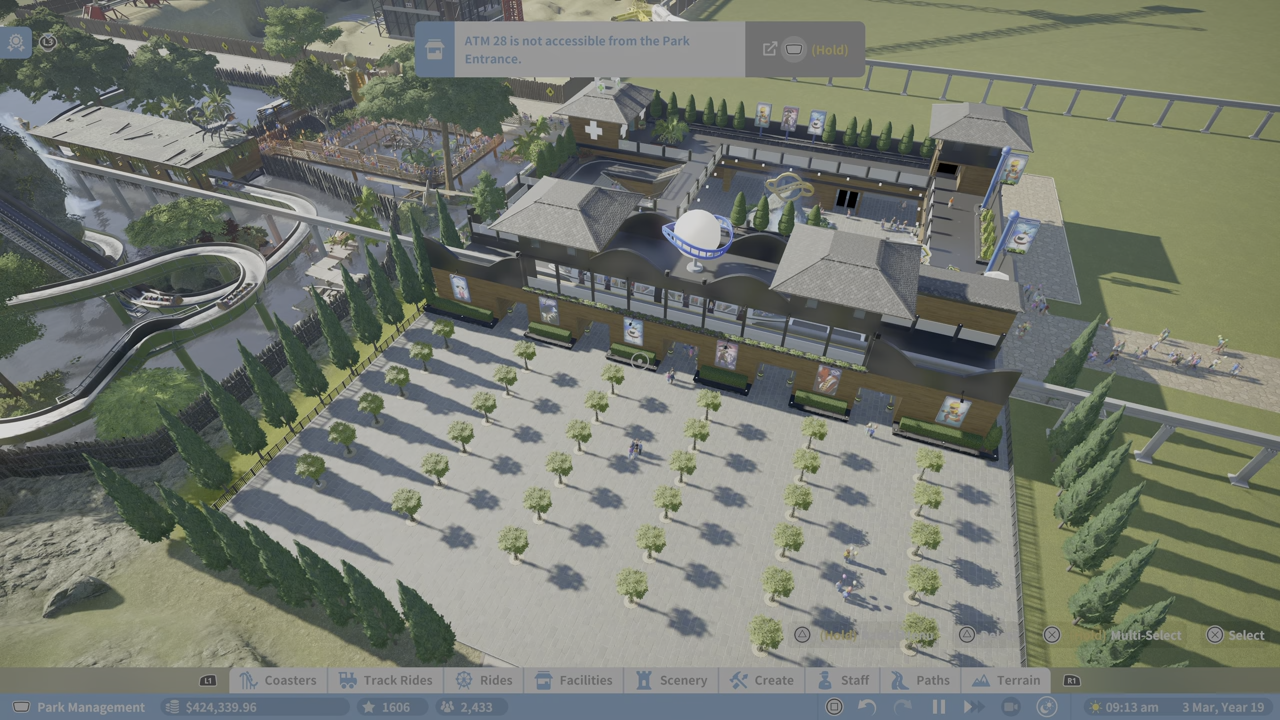 ATM 28 is not accessible from the Park
Entrance.
(Hold)
Multi-Select
Select
L1
Coasters
Track Rides
Rides
Facilities
Scenery
Create
Staff
Paths
Terrain
R1
Park Management
$424,339.96
1606
2,433
09:13 am
3 Mar, Year 19